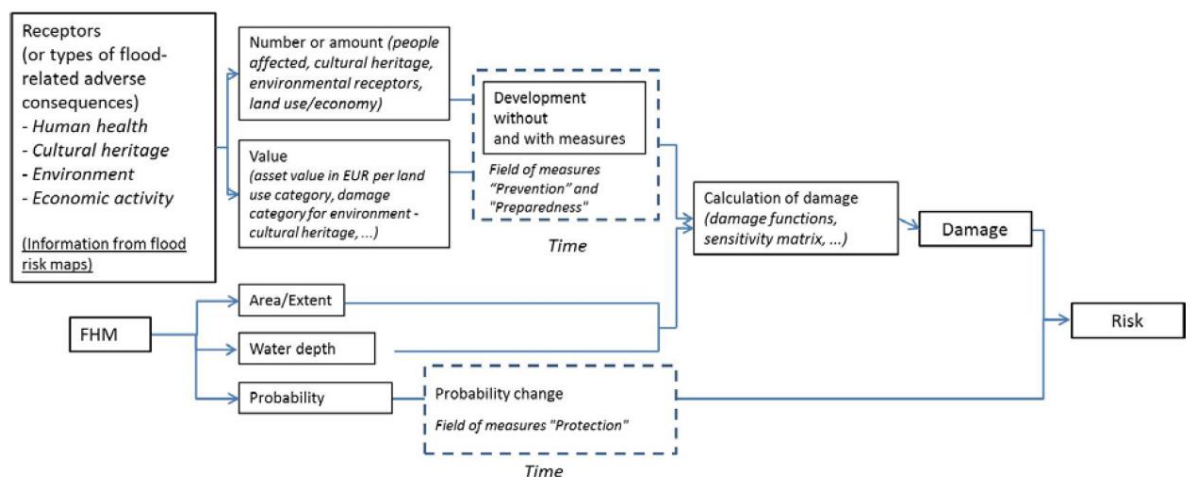 Receptors
(or types of flood-
related adverse
consequences)
- Human health
- Cultural heritage
- Environment
- Economic activity
(Information from flood
risk maps)
Number or amount (people
affected, cultural heritage,
environmental receptors,
land use/economy)
Value
(asset value in EUR per land
use category, damage
category for environment -
cultural heritage, ...)
Development
without
and with measures
Field of measures
“Prevention” and
"Preparedness"
Time
Calculation of damage
(damage functions,
sensitivity matrix, ...)
Damage
Risk
FHM
Area/Extent
Water depth
Probability
Probability change
Field of measures "Protection"
Time